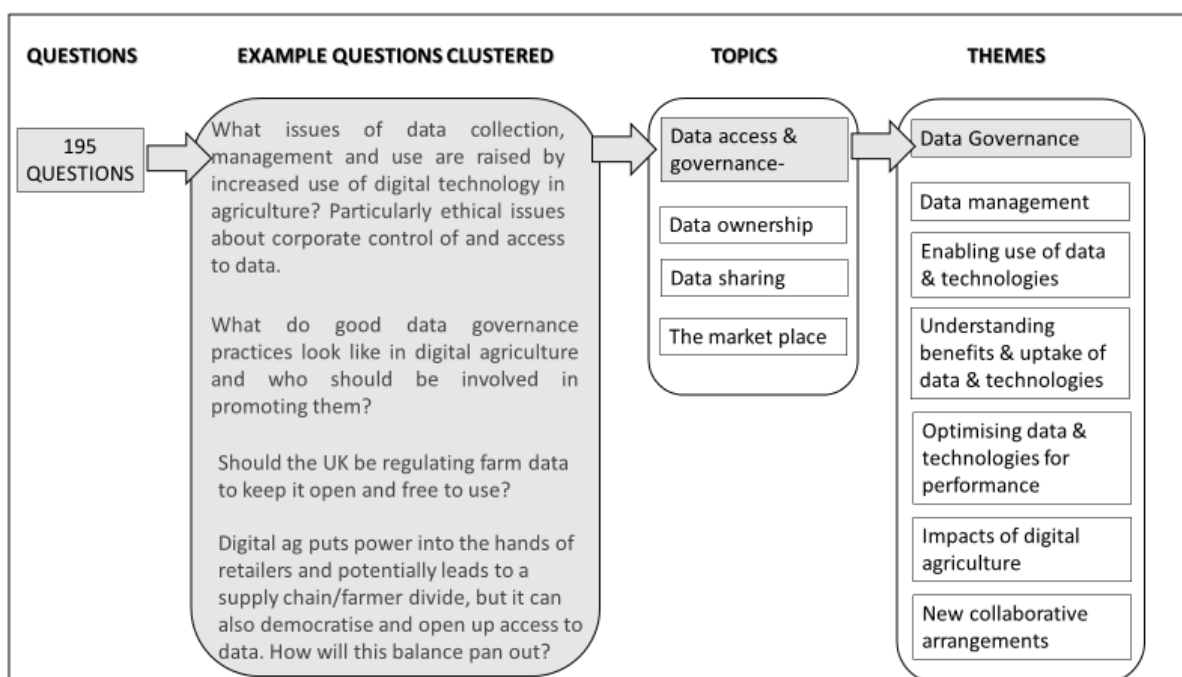 QUESTIONS
EXAMPLE QUESTIONS CLUSTERED
TOPICS
THEMES
195
QUESTIONS
What issues of data collection,
management and use are raised by
increased use of digital technology in
agriculture? Particularly ethical issues
about corporate control of and access
to data.
What do good data governance
practices look like in digital agriculture
and who should be involved in
promoting them?
Should the UK be regulating farm data
to keep it open and free to use?
Digital ag puts power into the hands of
retailers and potentially leads to a
supply chain/farmer divide, but it can
also democratise and open up access to
data. How will this balance pan out?
Data access &
governance-
Data ownership
Data sharing
The market place
Data Governance
Data management
Enabling use of data
& technologies
Understanding
benefits & uptake of
data & technologies
Optimising data &
technologies for
performance
Impacts of digital
agriculture
New collaborative
arrangements